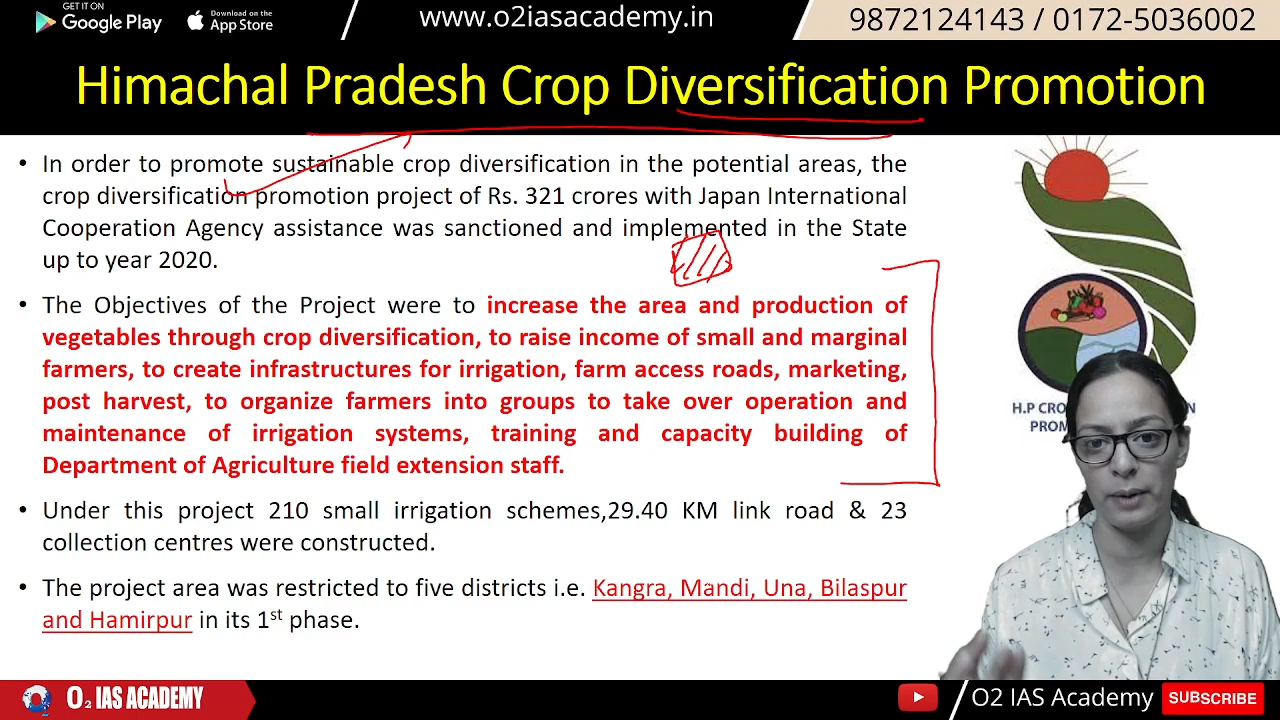 GET IT ON
Google Play
Download on the
App Store
www.o2iasacademy.in
9872124143 / 0172-5036002
Himachal Pradesh Crop Diversification Promotion
• In order to promote sustainable crop diversification in the potential areas, the
crop diversification promotion project of Rs. 321 crores with Japan International
Cooperation Agency assistance was sanctioned and implemented in the State
up to year 2020.
• The Objectives of the Project were to increase the area and production of
vegetables through crop diversification, to raise income of small and marginal
farmers, to create infrastructures for irrigation, farm access roads, marketing,
post harvest, to organize farmers into groups to take over operation and
maintenance of irrigation systems, training and capacity building of
Department of Agriculture field extension staff.
• Under this project 210 small irrigation schemes,29.40 KM link road & 23
collection centres were constructed.
• The project area was restricted to five districts i.e. Kangra, Mandi, Una, Bilaspur
and Hamirpur in its 1st phase.
H.P
O₂ IAS ACADEMY
O2 IAS Academy
SUBSCRIBE